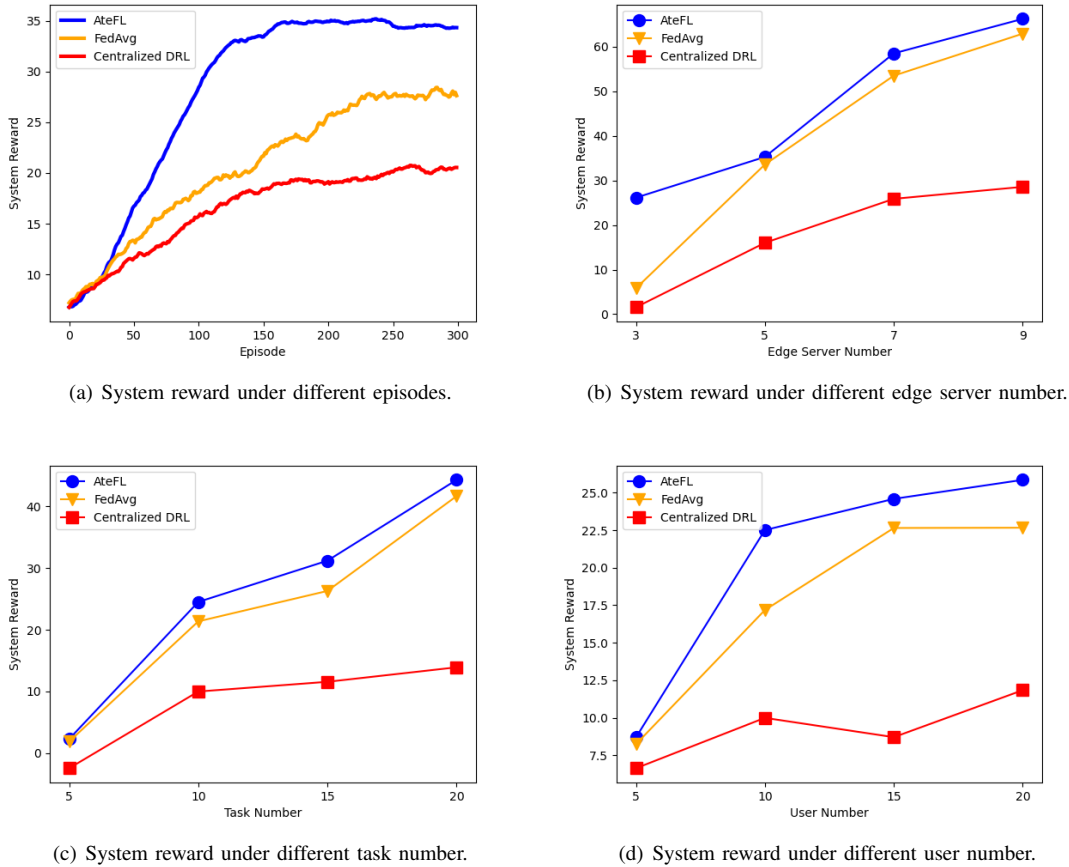 AteFL
FedAvg
Centralized DRL
35
30
25
20
15
10
System Reward
0
50
100
150
200
250
300
Episode
(a) System reward under different episodes.
AteFL
FedAvg
Centralized DRL
60
50
40
30
20
10
0
System Reward
3
5
7
9
Edge Server Number
(b) System reward under different edge server number.
AteFL
FedAvg
Centralized DRL
40
30
20
10
0
System Reward
5
10
15
20
Task Number
(c) System reward under different task number.
AteFL
FedAvg
Centralized DRL
25.0
22.5
20.0
17.5
15.0
12.5
10.0
7.5
System Reward
5
10
15
20
User Number
(d) System reward under different user number.